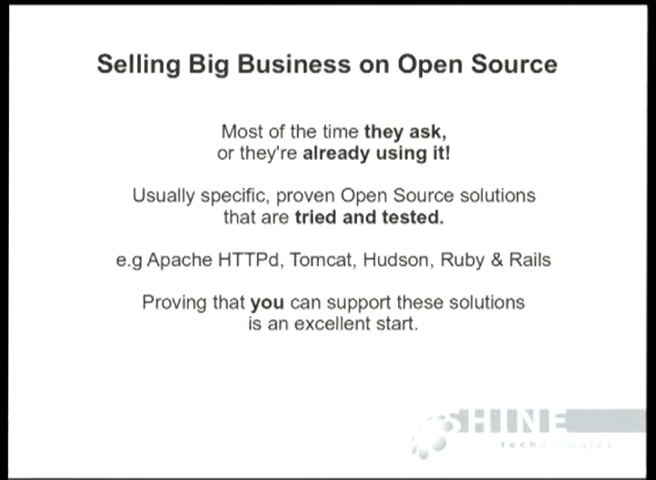 Selling Big Business on Open Source
Most of the time they ask,
or they're already using it!
Usually specific, proven Open Source solutions
that are tried and tested.
e.g Apache HTTPd, Tomcat, Hudson, Ruby & Rails
Proving that you can support these solutions
is an excellent start.
SHINE
technologies